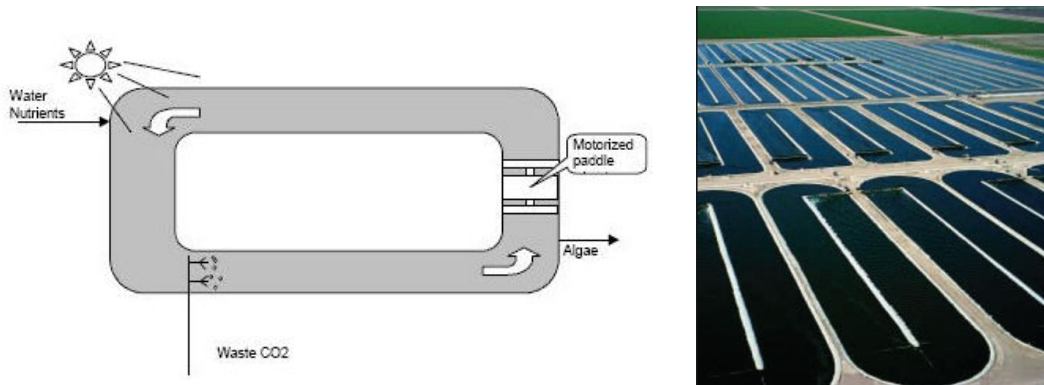 Water
Nutrients
Motorized
paddle
Algae
Waste CO2